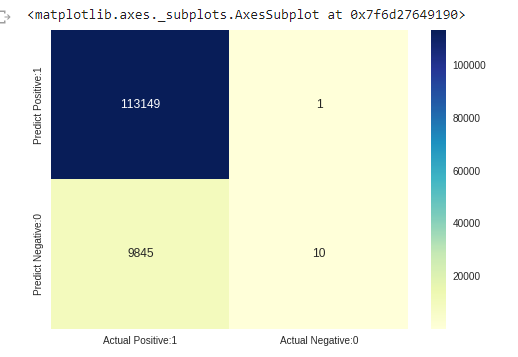 <matplotlib.axes._subplots.AxesSubplot at 0x7f6d27649190>
Predict Positive:1
113149
1
Predict Negative:0
9845
10
Actual Positive:1
Actual Negative:0
100000
80000
60000
40000
20000